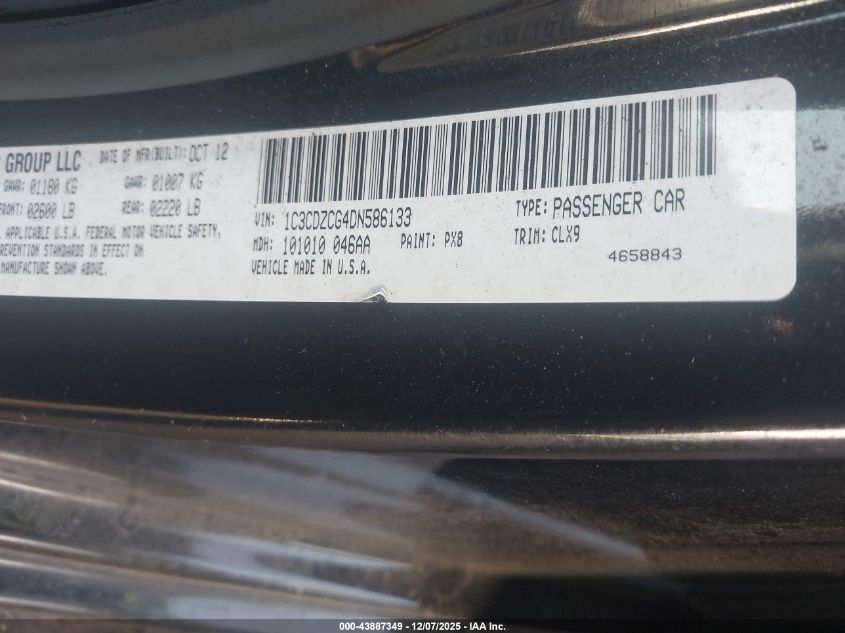 GROUP LLC DATE OF MFR(BUILT): OCT 12
GAWR: 01180 KG GAWR: 01007 KG
FRONT: 02600 LB REAR: 02220 LB
APPLICABLE U.S.A. FEDERAL MOTOR VEHICLE SAFETY,
PREVENTION STANDARDS IN EFFECT ON
MANUFACTURE SHOWN ABOVE.
VIN: 1C3CDZCG4DN586133 TYPE: PASSENGER CAR
MDH: 101010 046AA PAINT: PX8 TRIM: CLX9
VEHICLE MADE IN U.S.A. 4658843
000-43887349 | 12/07/2025 | IAA Inc.